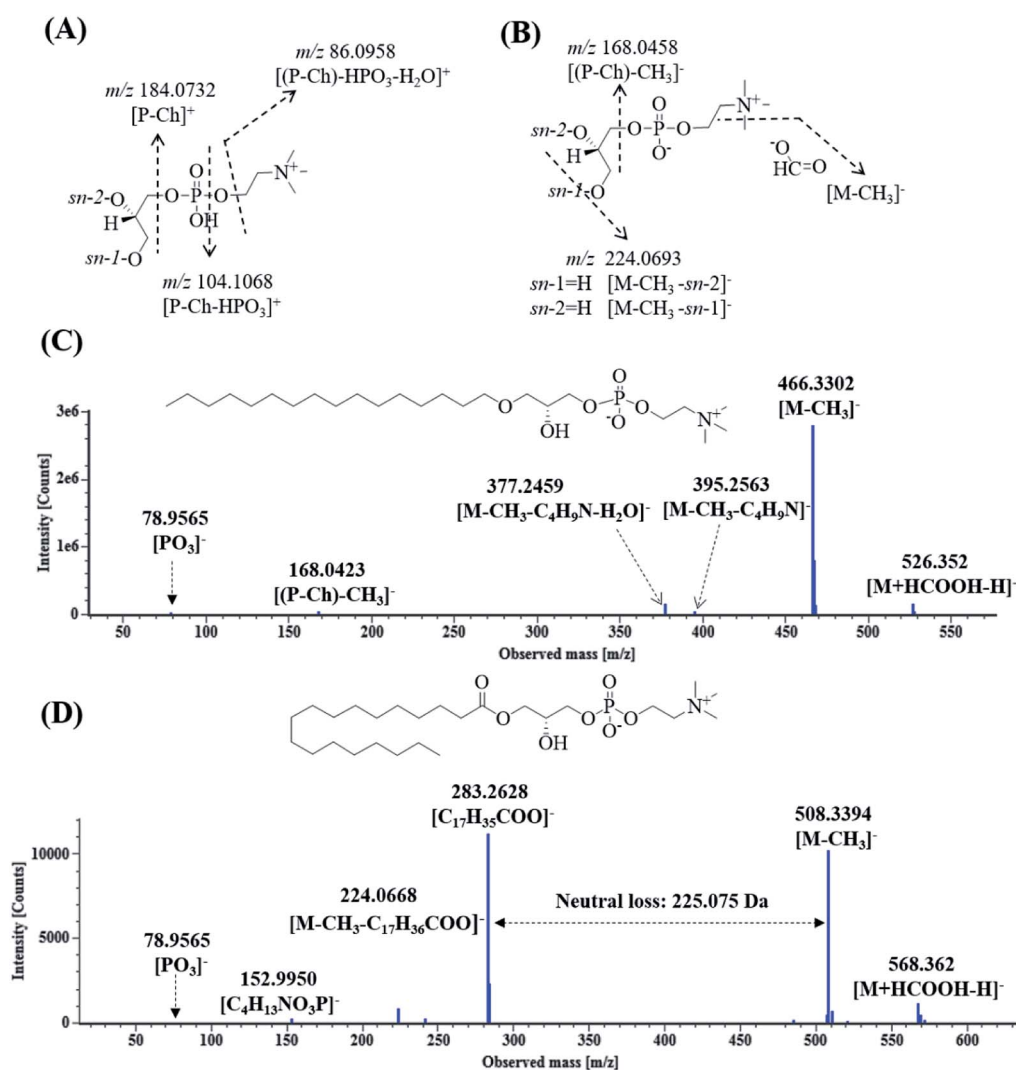 (A)
m/z 86.0958
[(P-Ch)-HPO₃-H₂O]⁺
m/z 184.0732
[P-Ch]⁺
sn-2-O
H
O
O-P-O
OH
N⁺
sn-1-O
m/z 104.1068
[P-Ch-HPO₃]⁺
(B)
m/z 168.0458
[(P-Ch)-CH₃]⁻
sn-2-O
H
O
O-P-O
O⁻
N⁺
sn-1-O
⁻O
HC=O
[M-CH₃]⁻
m/z 224.0693
sn-1=H [M-CH₃-sn-2]⁻
sn-2=H [M-CH₃-sn-1]⁻
(C)
O
O
O-P-O
OH
O⁻
N⁺
466.3302
[M-CH₃]⁻
377.2459
[M-CH₃-C₄H₉N-H₂O]⁻
395.2563
[M-CH₃-C₄H₉N]⁻
78.9565
[PO₃]⁻
168.0423
[(P-Ch)-CH₃]⁻
526.352
[M+HCOOH-H]⁻
Intensity [Counts]
3e6
2e6
1e6
0
50 100 150 200 250 300 350 400 450 500 550
Observed mass [m/z]
(D)
O
O
O
O-P-O
OH
O⁻
N⁺
283.2628
[C₁₇H₃₅COO]⁻
508.3394
[M-CH₃]⁻
224.0668
[M-CH₃-C₁₇H₃₆COO]⁻
Neutral loss: 225.075 Da
78.9565
[PO₃]⁻
152.9950
[C₄H₁₃NO₃P]⁻
568.362
[M+HCOOH-H]⁻
Intensity [Counts]
10000
5000
0
50 100 150 200 250 300 350 400 450 500 550 600
Observed mass [m/z]